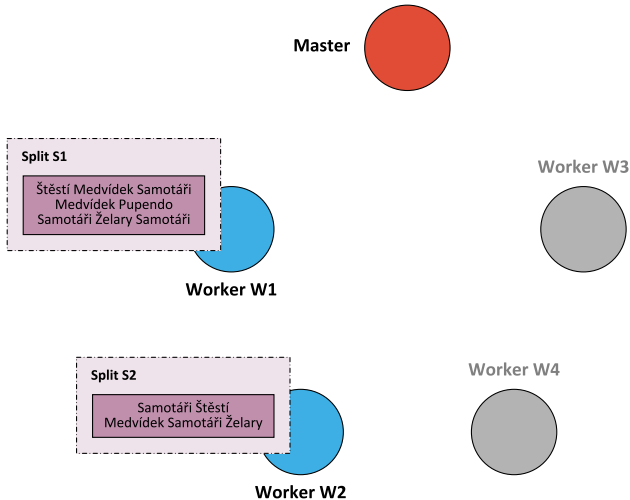 Master
Split S1
Štěstí Medvídek Samotáři
Medvídek Pupendo
Samotáři Želary Samotáři
Worker W1
Worker W3
Split S2
Samotáři Štěstí
Medvídek Samotáři Želary
Worker W2
Worker W4